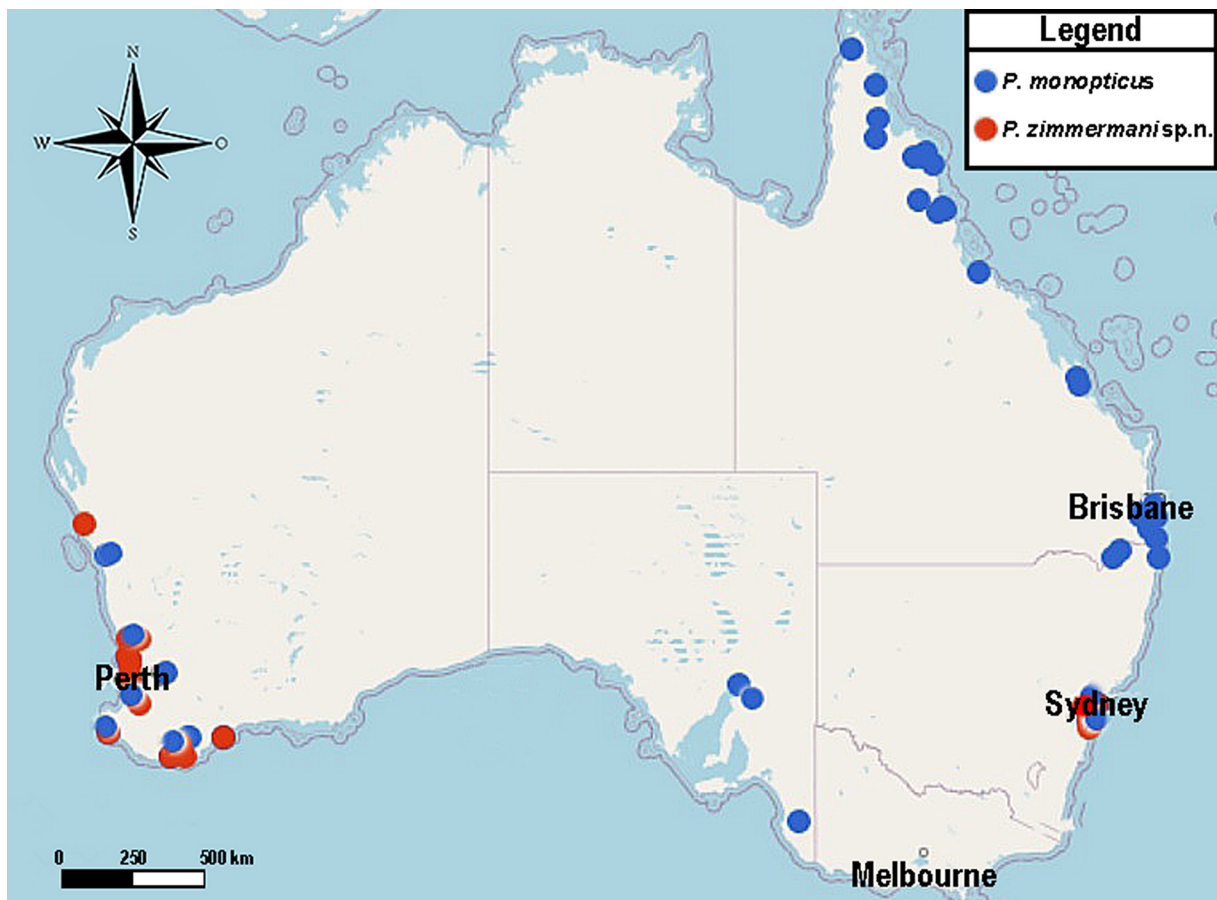 Legend
P. monopticus
P. zimmermani sp.n.
N
W
O
S
Brisbane
Perth
Sydney
Melbourne
0 250 500 km